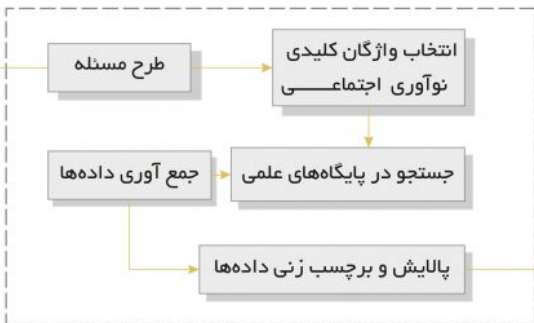 طرح مسئله
انتخاب واژگان کلیدی
نوآوری اجتماعــــــی
جستجو در پایگاه‌های علمی
جمع آوری داده‌ها
پالایش و برچسب زنی داده‌ها